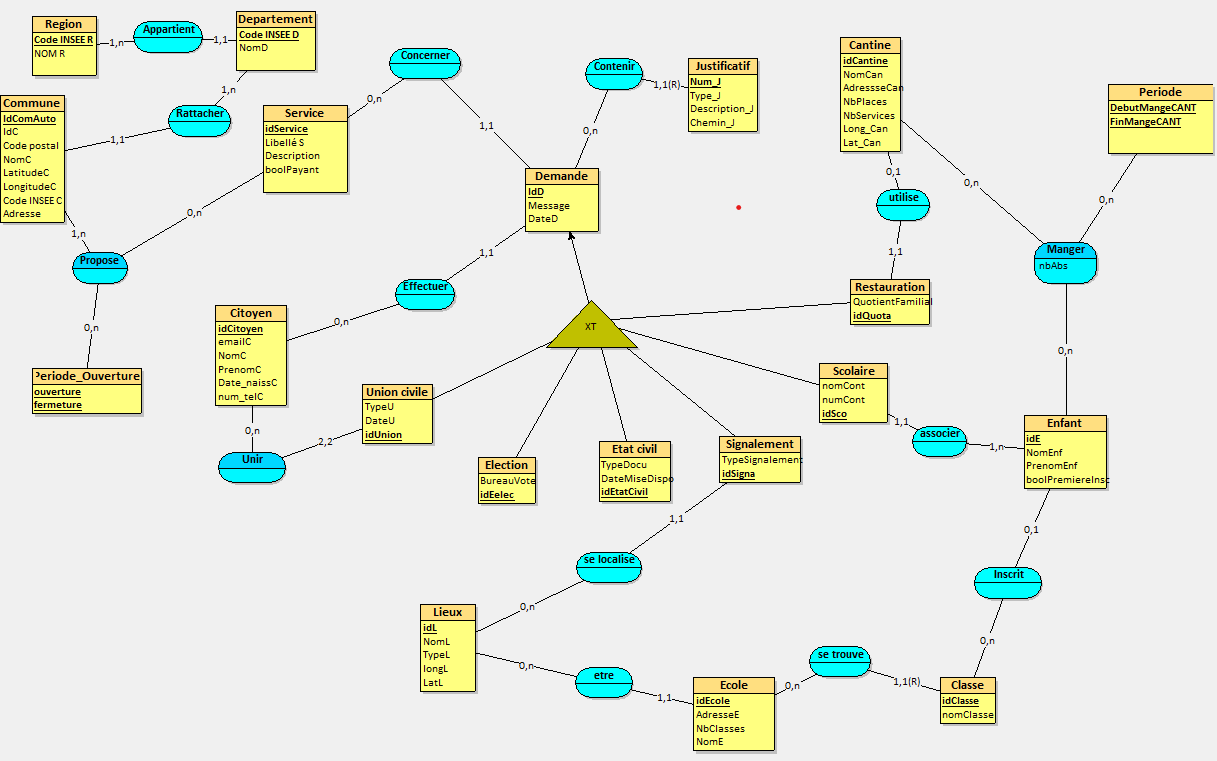 Region
Code INSEE R
NOM R
1,n
Appartient
1,1
Departement
Code INSEE D
NomD
1,n
Rattacher
1,1
Commune
IdComAuto
IdC
Code postal
NomC
LatitudeC
LongitudeC
Code INSEE C
Adresse
1,n
Propose
0,n
0,n
Periode_Ouverture
ouverture
fermeture
Service
idService
Libellé S
Description
boolPayant
0,n
Concerner
1,1
Contenir
1,1(R)
0,n
Justificatif
Num_J
Type_J
Description_J
Chemin_J
Demande
IdD
Message
DateD
1,1
Effectuer
0,n
Citoyen
idCitoyen
emailC
NomC
PrenomC
Date_naissC
num_telC
0,n
Unir
2,2
Union civile
TypeU
DateU
idUnion
XT
Election
BureauVote
idEelec
Etat civil
TypeDocu
DateMiseDispo
idEtatCivil
Signalement
TypeSignalement
idSigna
1,1
se localise
0,n
Lieux
idL
NomL
TypeL
longL
LatL
0,n
etre
1,1
Ecole
idEcole
AdresseE
NbClasses
NomE
0,n
se trouve
1,1(R)
Classe
idClasse
nomClasse
0,n
Inscrit
0,1
Enfant
idE
NomEnf
PrenomEnf
boolPremiereInsc
1,n
associer
1,1
Scolaire
nomCont
numCont
idSco
Restauration
QuotientFamilial
idQuota
1,1
utilise
0,1
Cantine
idCantine
NomCan
AdressseCan
NbPlaces
NbServices
Long_Can
Lat_Can
0,n
Manger
nbAbs
0,n
0,n
Periode
DebutMangeCANT
FinMangeCANT